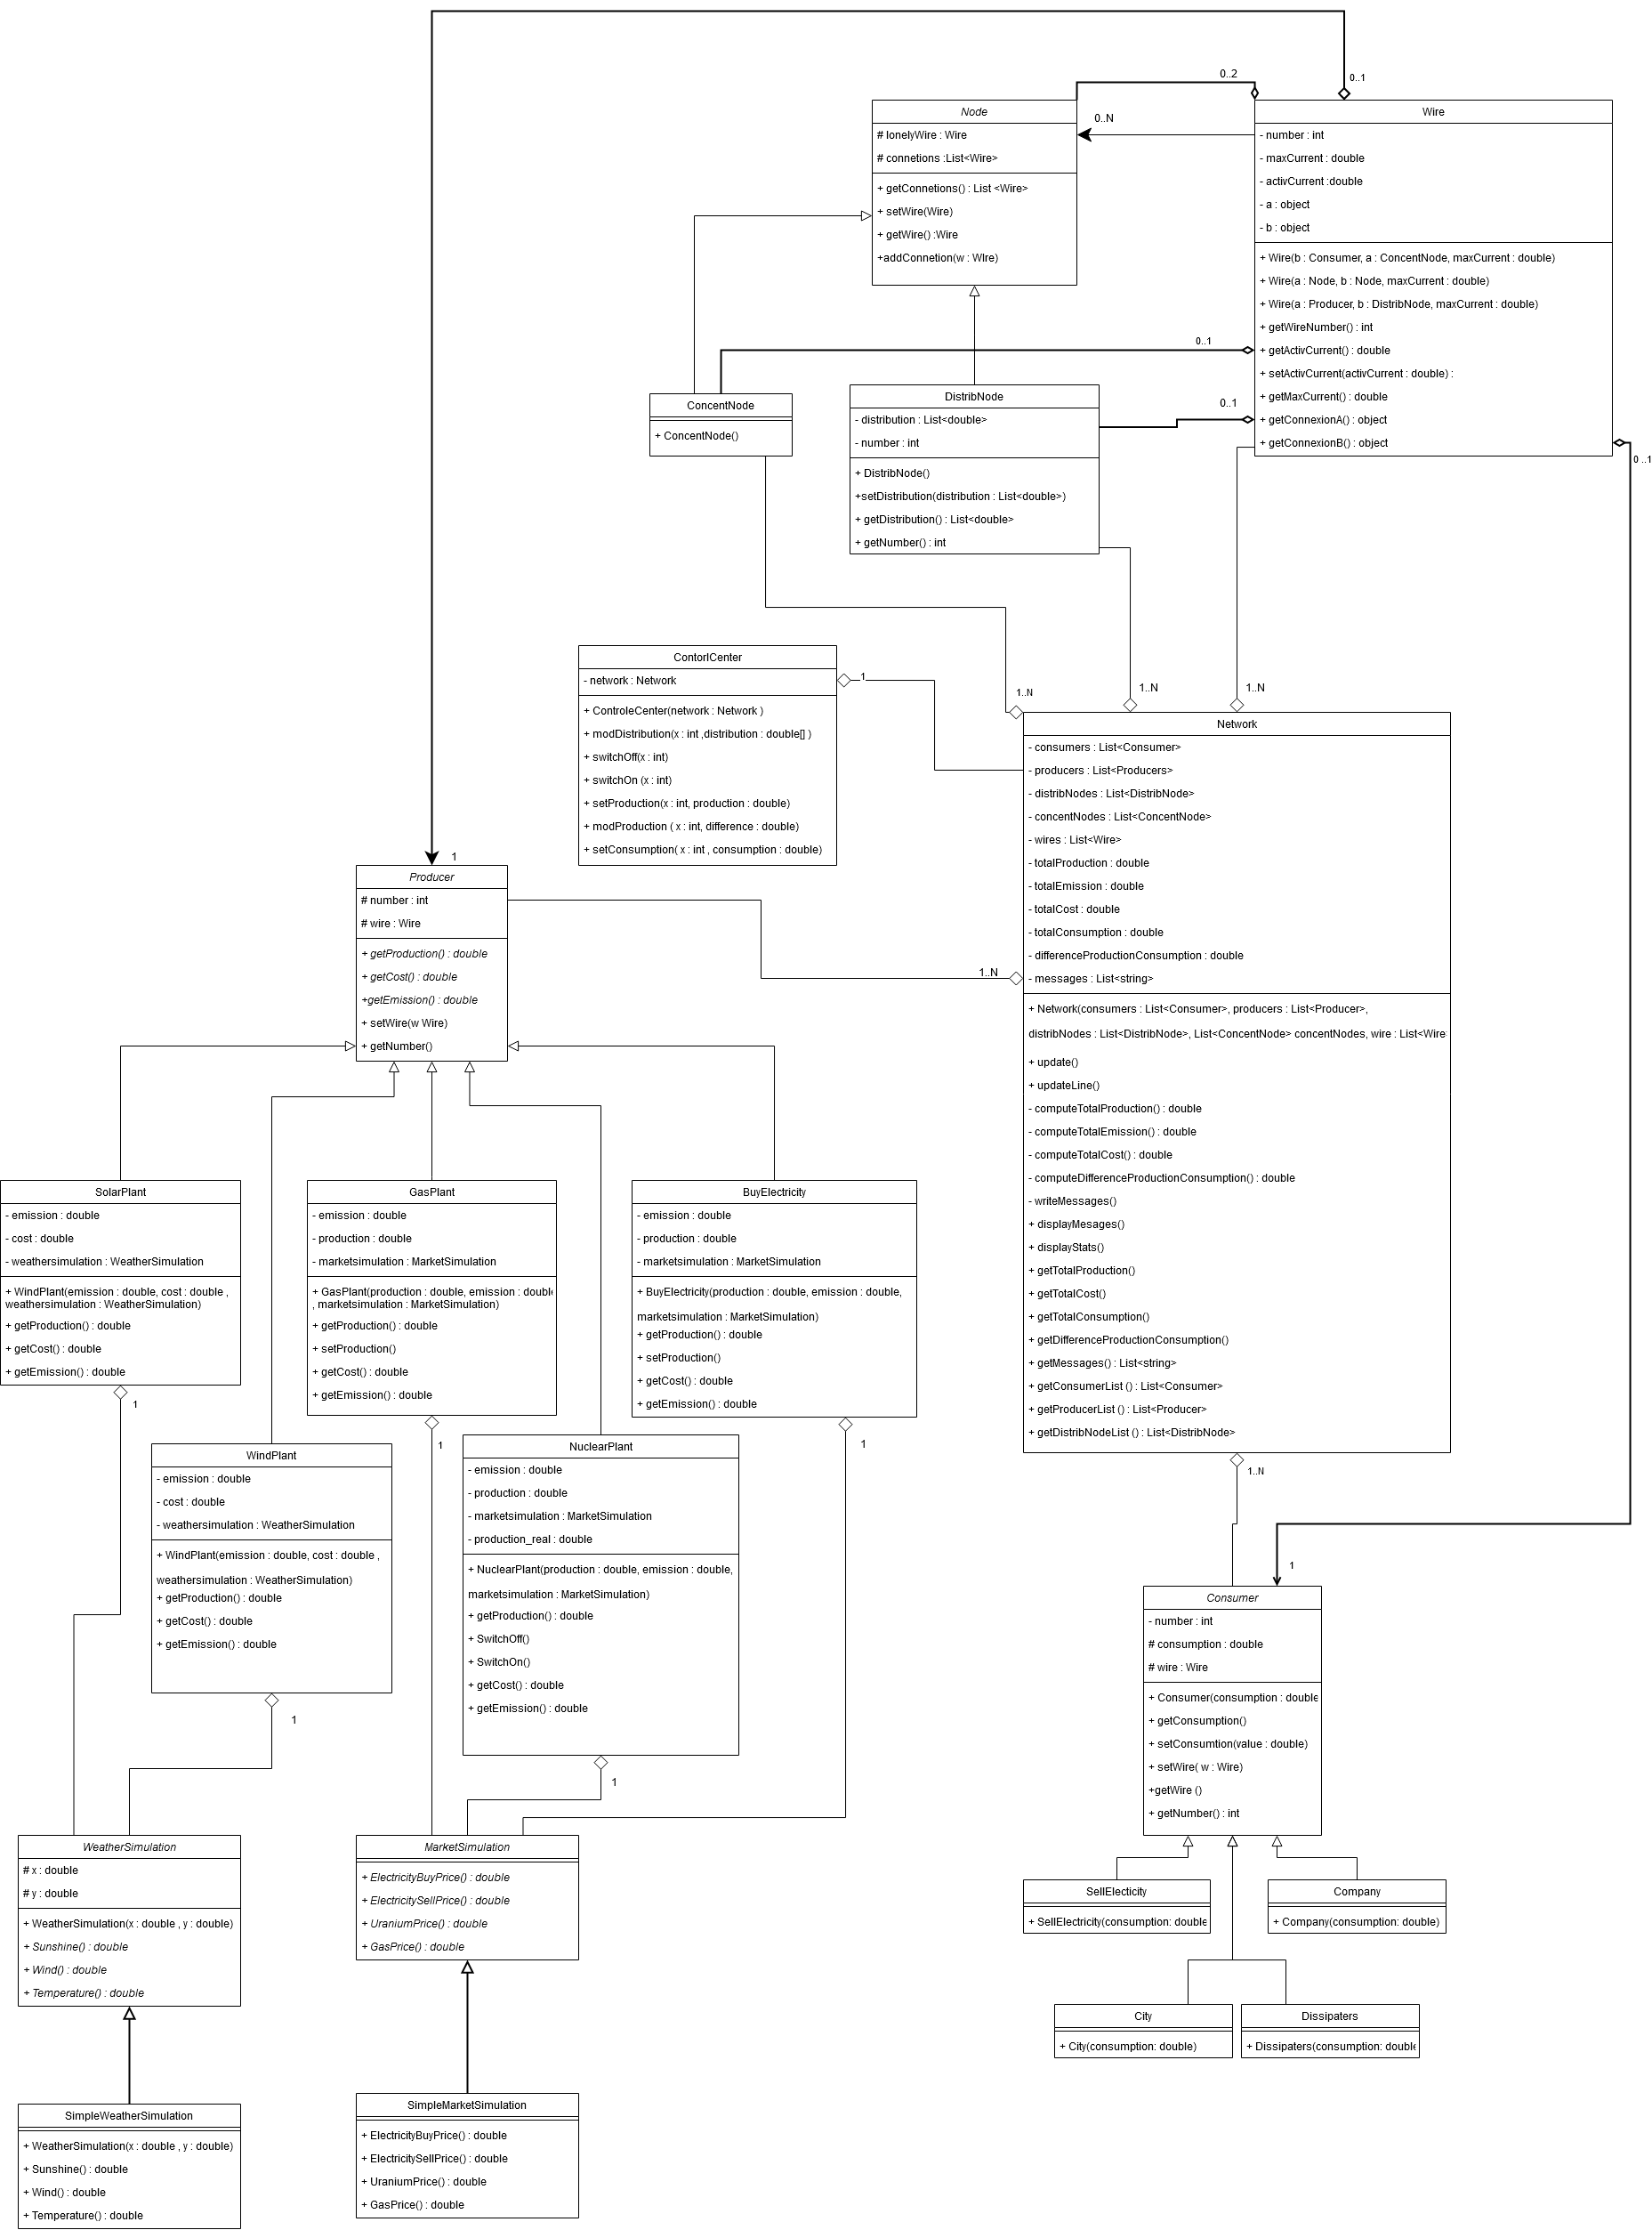 0..2
0..1
Node
# lonelyWire : Wire
# connetions :List<Wire>
+ getConnetions() : List <Wire>
+ setWire(Wire)
+ getWire() :Wire
+addConnetion(w : WIre)
0..N
Wire
- number : int
- maxCurrent : double
- activCurrent :double
- a : object
- b : object
+ Wire(b : Consumer, a : ConcentNode, maxCurrent : double)
+ Wire(a : Node, b : Node, maxCurrent : double)
+ Wire(a : Producer, b : DistribNode, maxCurrent : double)
+ getWireNumber() : int
+ getActivCurrent() : double
+ setActivCurrent(activCurrent : double) :
+ getMaxCurrent() : double
+ getConnexionA() : object
+ getConnexionB() : object
0..1
0..1
0 ..1
ConcentNode
+ ConcentNode()
DistribNode
- distribution : List<double>
- number : int
+ DistribNode()
+setDistribution(distribution : List<double>)
+ getDistribution() : List<double>
+ getNumber() : int
ContorlCenter
- network : Network
+ ControleCenter(network : Network )
+ modDistribution(x : int ,distribution : double[] )
+ switchOff(x : int)
+ switchOn (x : int)
+ setProduction(x : int, production : double)
+ modProduction ( x : int, difference : double)
+ setConsumption( x : int , consumption : double)
1
1..N
1..N
1..N
Network
- consumers : List<Consumer>
- producers : List<Producers>
- distribNodes : List<DistribNode>
- concentNodes : List<ConcentNode>
- wires : List<Wire>
- totalProduction : double
- totalEmission : double
- totalCost : double
- totalConsumption : double
- differenceProductionConsumption : double
- messages : List<string>
+ Network(consumers : List<Consumer>, producers : List<Producer>,
distribNodes : List<DistribNode>, List<ConcentNode> concentNodes, wire : List<Wire
+ update()
+ updateLine()
- computeTotalProduction() : double
- computeTotalEmission() : double
- computeTotalCost() : double
- computeDifferenceProductionConsumption() : double
- writeMessages()
+ displayMesages()
+ displayStats()
+ getTotalProduction()
+ getTotalCost()
+ getTotalConsumption()
+ getDifferenceProductionConsumption()
+ getMessages() : List<string>
+ getConsumerList () : List<Consumer>
+ getProducerList () : List<Producer>
+ getDistribNodeList () : List<DistribNode>
1
Producer
# number : int
# wire : Wire
+ getProduction() : double
+ getCost() : double
+getEmission() : double
+ setWire(w Wire)
+ getNumber()
1..N
SolarPlant
- emission : double
- cost : double
- weathersimulation : WeatherSimulation
+ WindPlant(emission : double, cost : double ,
weathersimulation : WeatherSimulation)
+ getProduction() : double
+ getCost() : double
+ getEmission() : double
1
GasPlant
- emission : double
- production : double
- marketsimulation : MarketSimulation
+ GasPlant(production : double, emission : double
, marketsimulation : MarketSimulation)
+ getProduction() : double
+ setProduction()
+ getCost() : double
+ getEmission() : double
1
BuyElectricity
- emission : double
- production : double
- marketsimulation : MarketSimulation
+ BuyElectricity(production : double, emission : double,
marketsimulation : MarketSimulation)
+ getProduction() : double
+ setProduction()
+ getCost() : double
+ getEmission() : double
1
WindPlant
- emission : double
- cost : double
- weathersimulation : WeatherSimulation
+ WindPlant(emission : double, cost : double ,
weathersimulation : WeatherSimulation)
+ getProduction() : double
+ getCost() : double
+ getEmission() : double
1
NuclearPlant
- emission : double
- production : double
- marketsimulation : MarketSimulation
- production_real : double
+ NuclearPlant(production : double, emission : double,
marketsimulation : MarketSimulation)
+ getProduction() : double
+ SwitchOff()
+ SwitchOn()
+ getCost() : double
+ getEmission() : double
1
1..N
1
Consumer
- number : int
# consumption : double
# wire : Wire
+ Consumer(consumption : double
+ getConsumption()
+ setConsumtion(value : double)
+ setWire( w : Wire)
+getWire ()
+ getNumber() : int
WeatherSimulation
# x : double
# y : double
+ WeatherSimulation(x : double , y : double)
+ Sunshine() : double
+ Wind() : double
+ Temperature() : double
MarketSimulation
+ ElectricityBuyPrice() : double
+ ElectricitySellPrice() : double
+ UraniumPrice() : double
+ GasPrice() : double
SellElecticity
+ SellElectricity(consumption: double
Company
+ Company(consumption: double)
City
+ City(consumption: double)
Dissipaters
+ Dissipaters(consumption: double
SimpleWeatherSimulation
+ WeatherSimulation(x : double , y : double)
+ Sunshine() : double
+ Wind() : double
+ Temperature() : double
SimpleMarketSimulation
+ ElectricityBuyPrice() : double
+ ElectricitySellPrice() : double
+ UraniumPrice() : double
+ GasPrice() : double